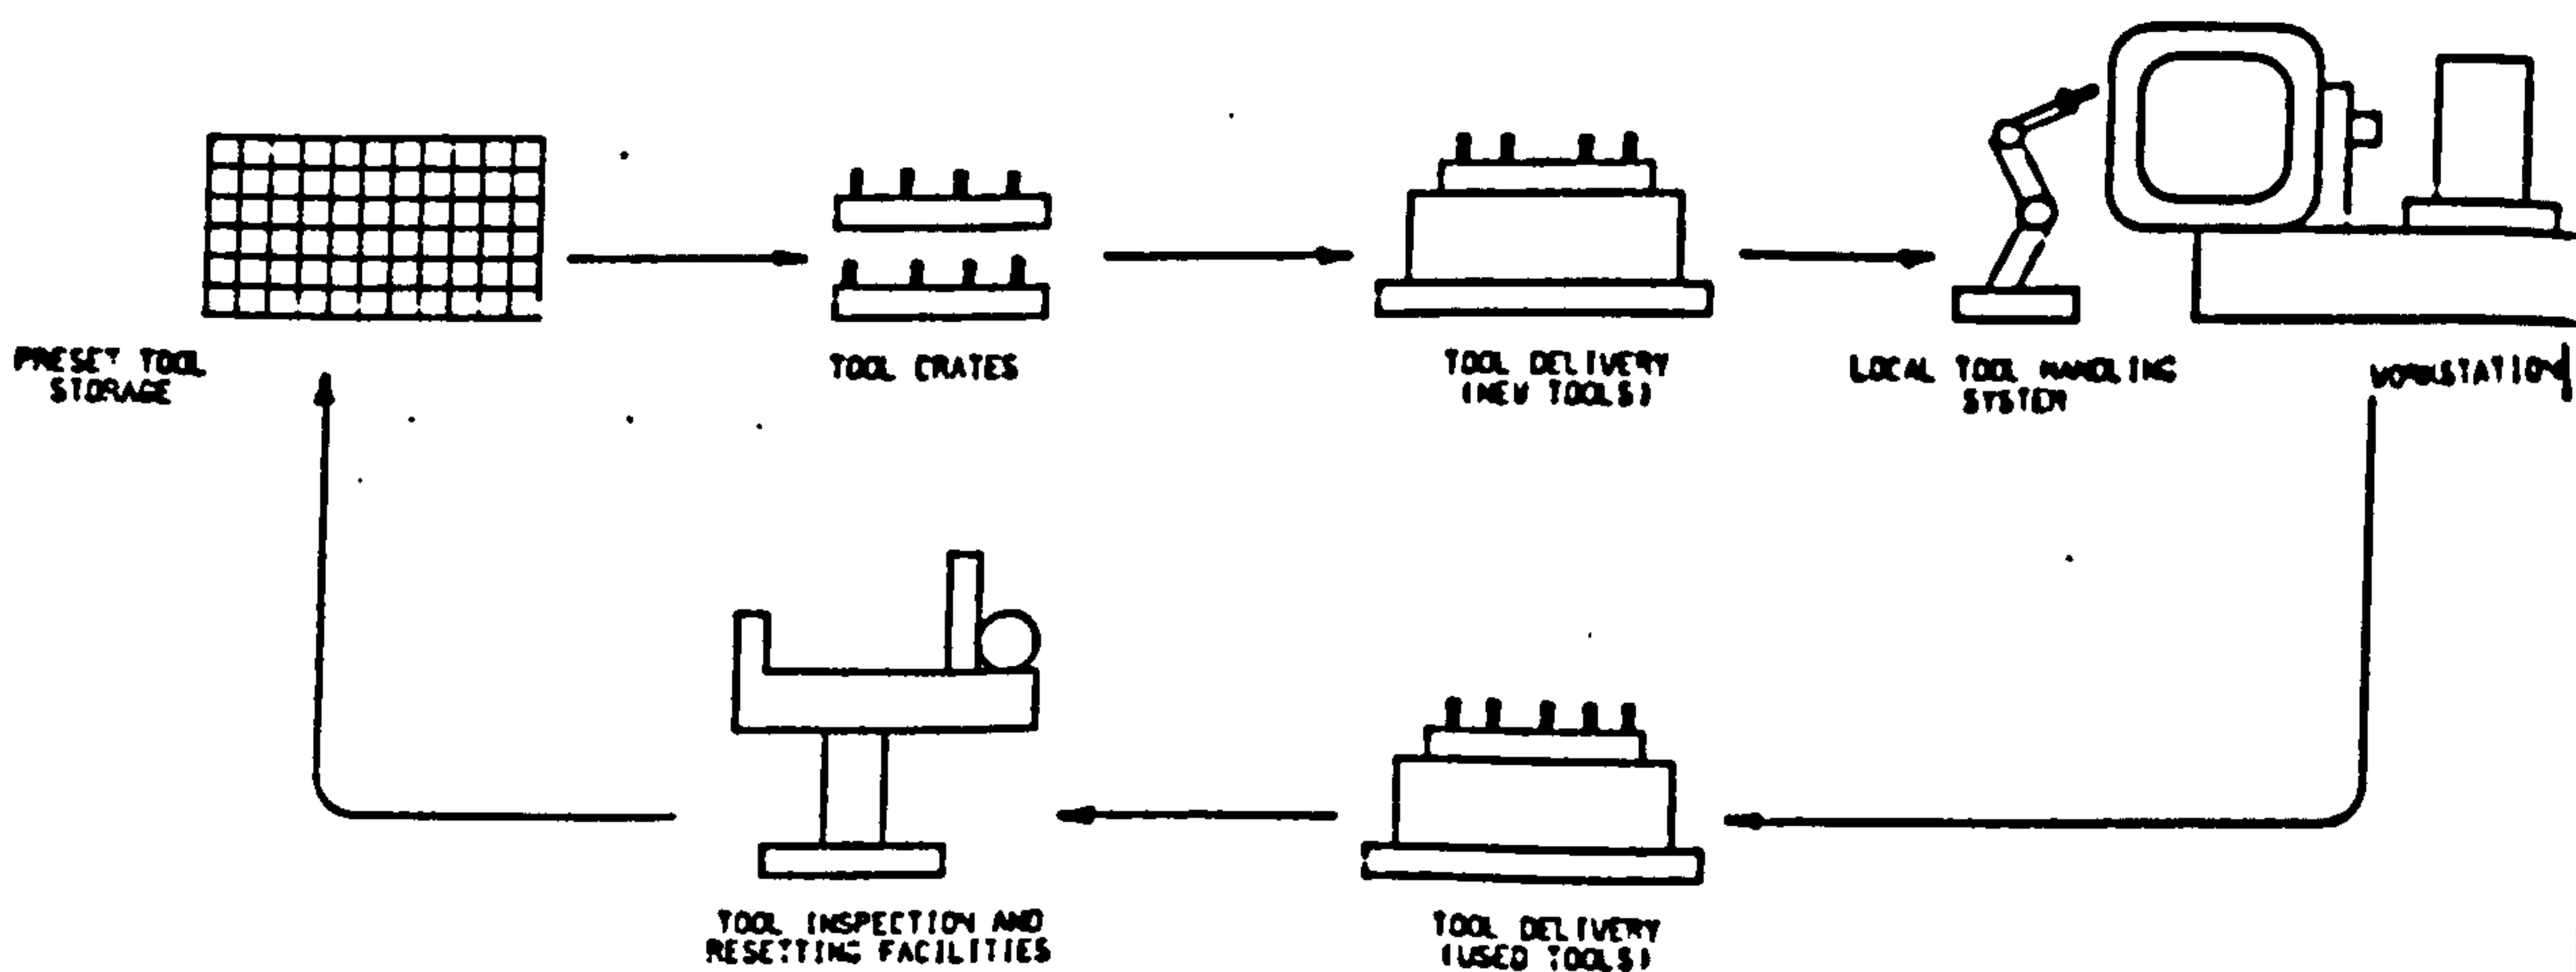 PRESET TOOL
STORAGE
TOOL CRATES
TOOL DELIVERY
(NEW TOOLS)
LOCAL TOOL HANDLING
SYSTEM
WORKSTATION
TOOL INSPECTION AND
RESETTING FACILITIES
TOOL DELIVERY
(USED TOOLS)